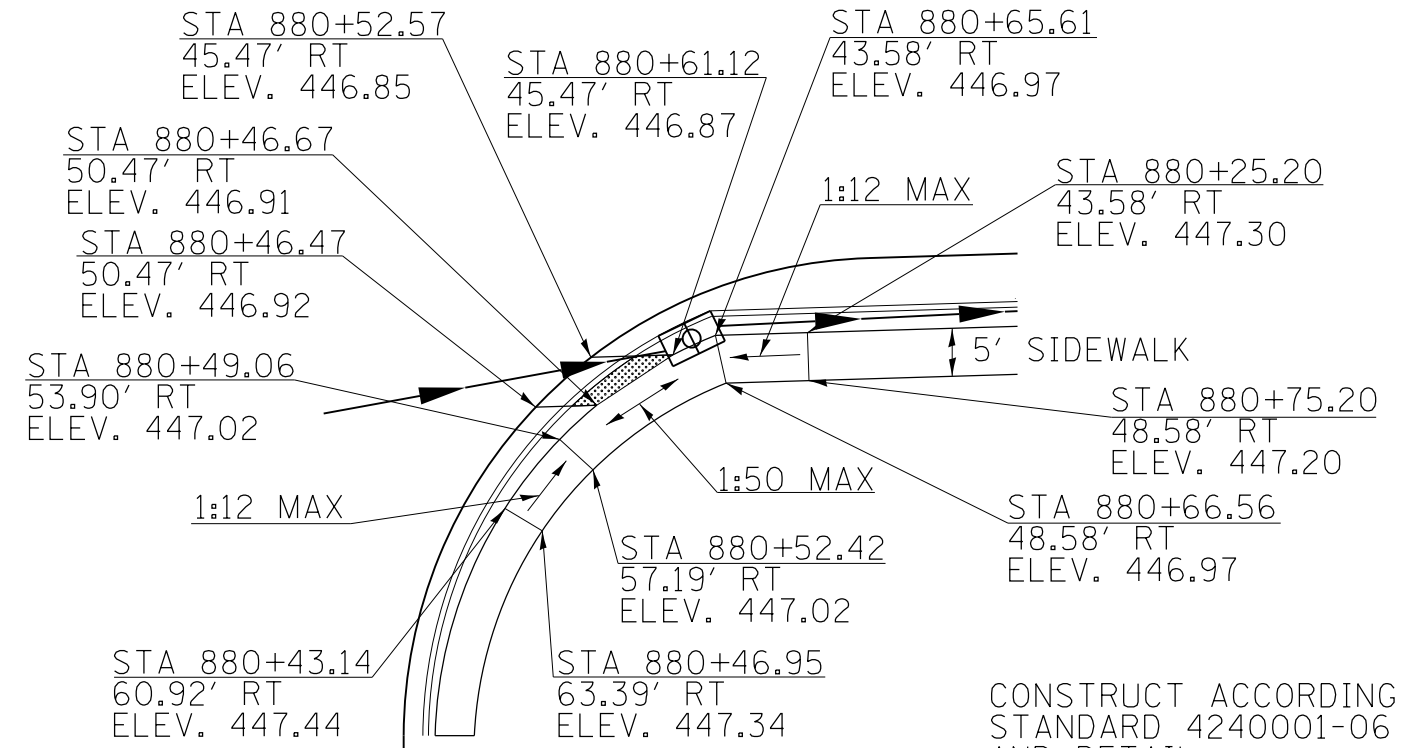 STA 880+52.57
45.47' RT
ELEV. 446.85
STA 880+61.12
45.47' RT
ELEV. 446.87
STA 880+65.61
43.58' RT
ELEV. 446.97
STA 880+46.67
50.47' RT
ELEV. 446.91
STA 880+25.20
43.58' RT
ELEV. 447.30
1:12 MAX
STA 880+46.47
50.47' RT
ELEV. 446.92
5' SIDEWALK
STA 880+49.06
53.90' RT
ELEV. 447.02
STA 880+75.20
48.58' RT
ELEV. 447.20
1:50 MAX
1:12 MAX
STA 880+66.56
48.58' RT
ELEV. 446.97
STA 880+52.42
57.19' RT
ELEV. 447.02
STA 880+43.14
60.92' RT
ELEV. 447.44
STA 880+46.95
63.39' RT
ELEV. 447.34
CONSTRUCT ACCORDING
STANDARD 4240001-06